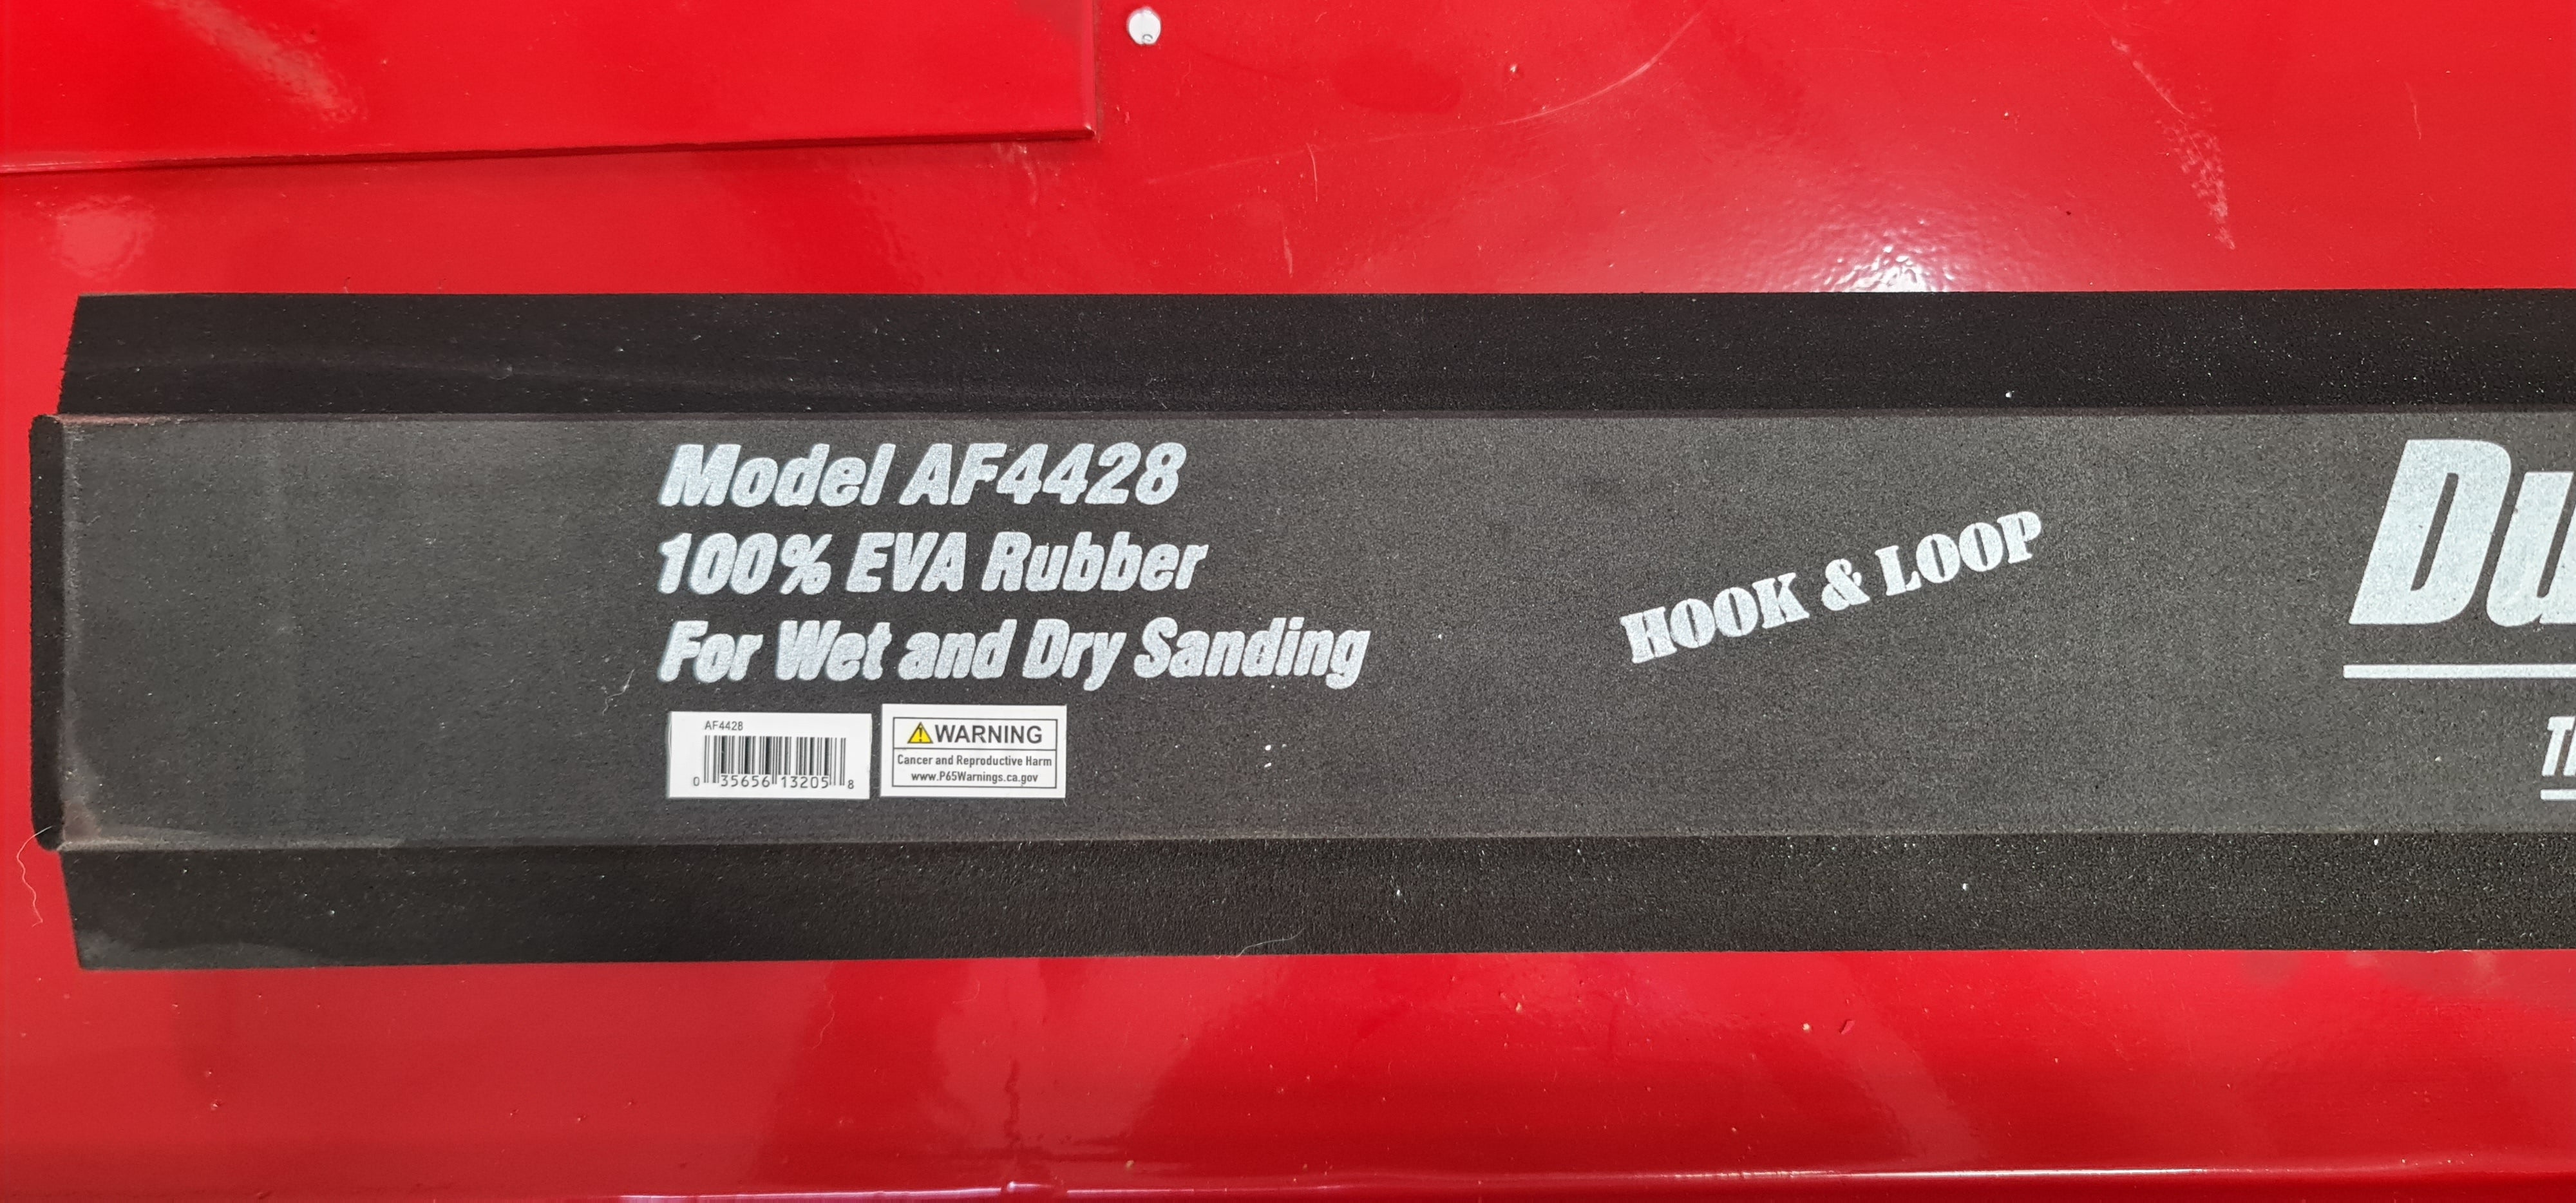 Model AF4428
100% EVA Rubber
For Wet and Dry Sanding
HOOK & LOOP
Du
AF4428
0 35656 13205 8
WARNING
Cancer and Reproductive Harm
www.P65Warnings.ca.gov